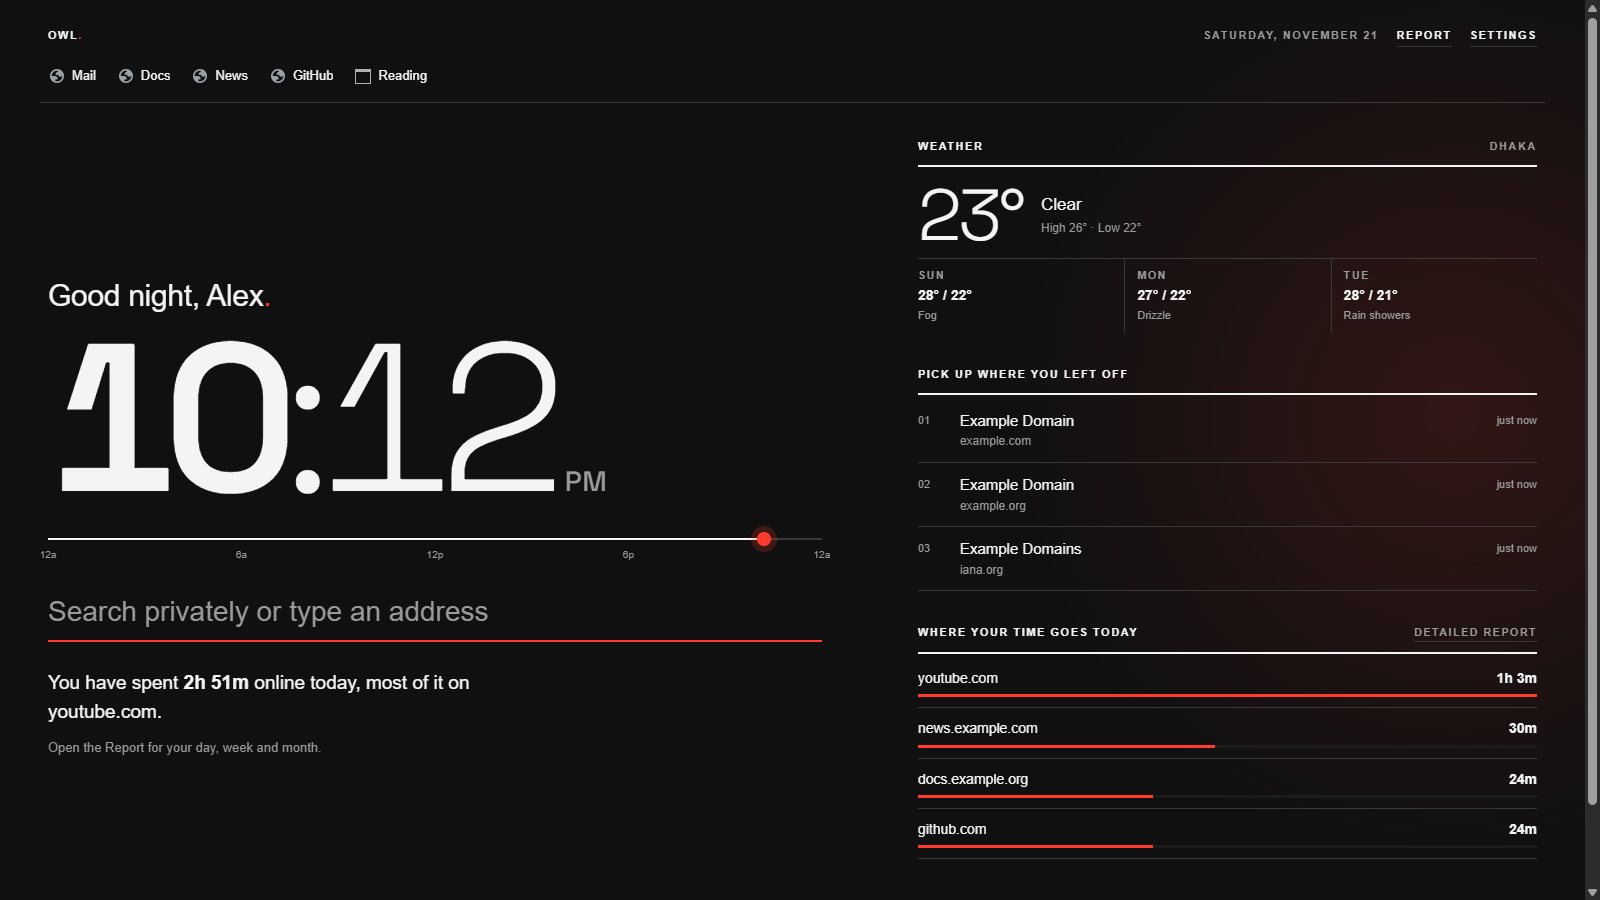 OWL.
SATURDAY, NOVEMBER 21 REPORT SETTINGS
Mail Docs News GitHub Reading
Good night, Alex.
10:12 PM
12a 6a 12p 6p 12a
Search privately or type an address
You have spent 2h 51m online today, most of it on
youtube.com.
Open the Report for your day, week and month.
WEATHER DHAKA
23°
Clear
High 26° · Low 22°
SUN
28° / 22°
Fog
MON
27° / 22°
Drizzle
TUE
28° / 21°
Rain showers
PICK UP WHERE YOU LEFT OFF
01 Example Domain just now
example.com
02 Example Domain just now
example.org
03 Example Domains just now
iana.org
WHERE YOUR TIME GOES TODAY DETAILED REPORT
youtube.com 1h 3m
news.example.com 30m
docs.example.org 24m
github.com 24m